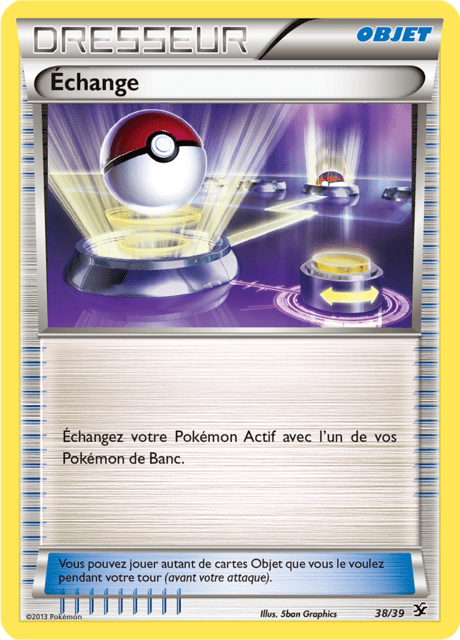 DRESSEUR
OBJET
Échange
Échangez votre Pokémon Actif avec l'un de vos
Pokémon de Banc.
Vous pouvez jouer autant de cartes Objet que vous le voulez
pendant votre tour (avant votre attaque).
©2013 Pokémon
Illus. 5ban Graphics
38/39